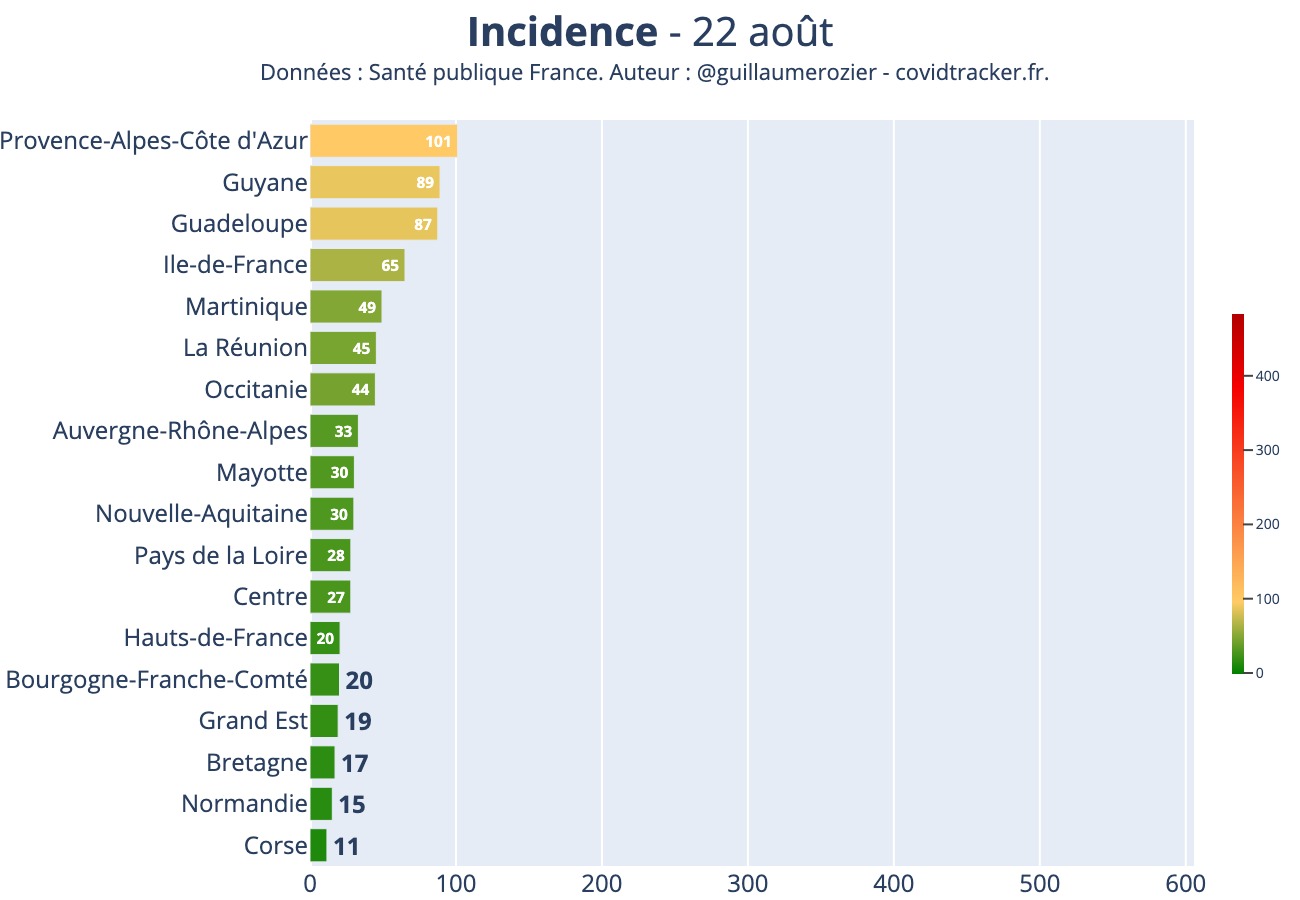 Incidence - 22 août
Données : Santé publique France. Auteur : @guillaumerozier - covidtracker.fr.
Provence-Alpes-Côte d'Azur 101
Guyane 89
Guadeloupe 87
Ile-de-France 65
Martinique 49
La Réunion 45
Occitanie 44
Auvergne-Rhône-Alpes 33
Mayotte 30
Nouvelle-Aquitaine 30
Pays de la Loire 28
Centre 27
Hauts-de-France 20
Bourgogne-Franche-Comté 20
Grand Est 19
Bretagne 17
Normandie 15
Corse 11
0 100 200 300 400 500 600
400
300
200
100
0